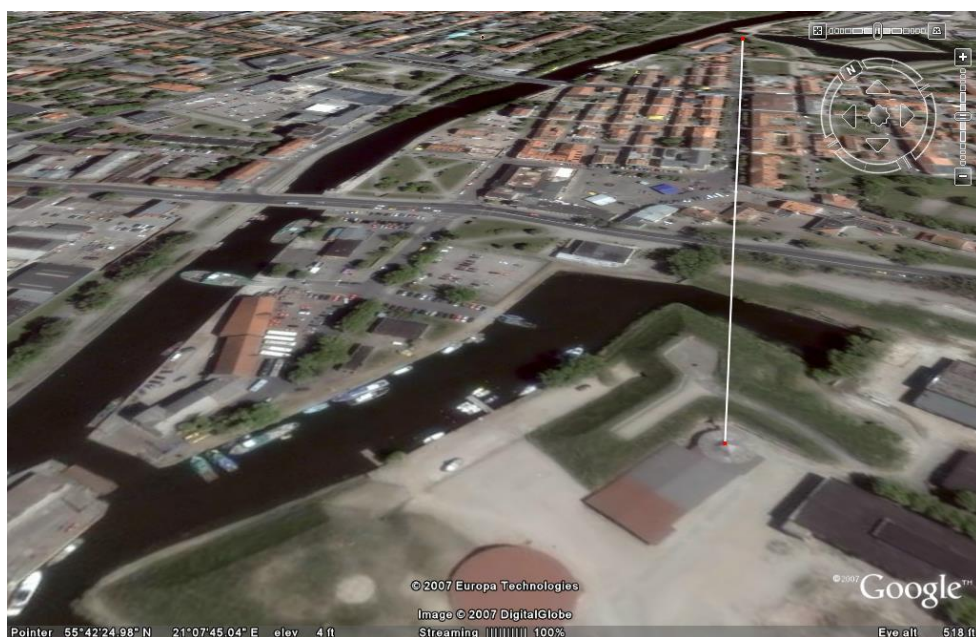 N
© 2007 Europa Technologies
Image © 2007 DigitalGlobe
©2007 Google™
Pointer 55°42'24.98" N 21°07'45.04" E elev 4 ft Streaming |||||||||| 100% Eye alt 518 ft